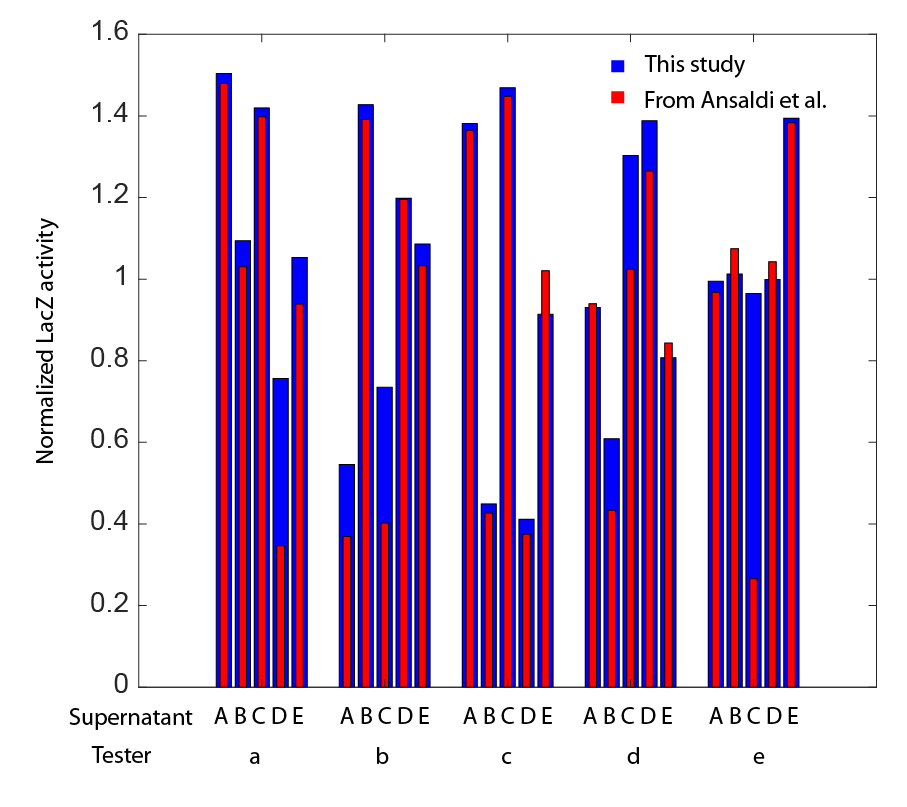 1.6
This study
From Ansaldi et al.
1.4
1.2
1
0.8
0.6
0.4
0.2
0
Normalized LacZ activity
Supernatant A B C D E A B C D E A B C D E A B C D E A B C D E
Tester a b c d e